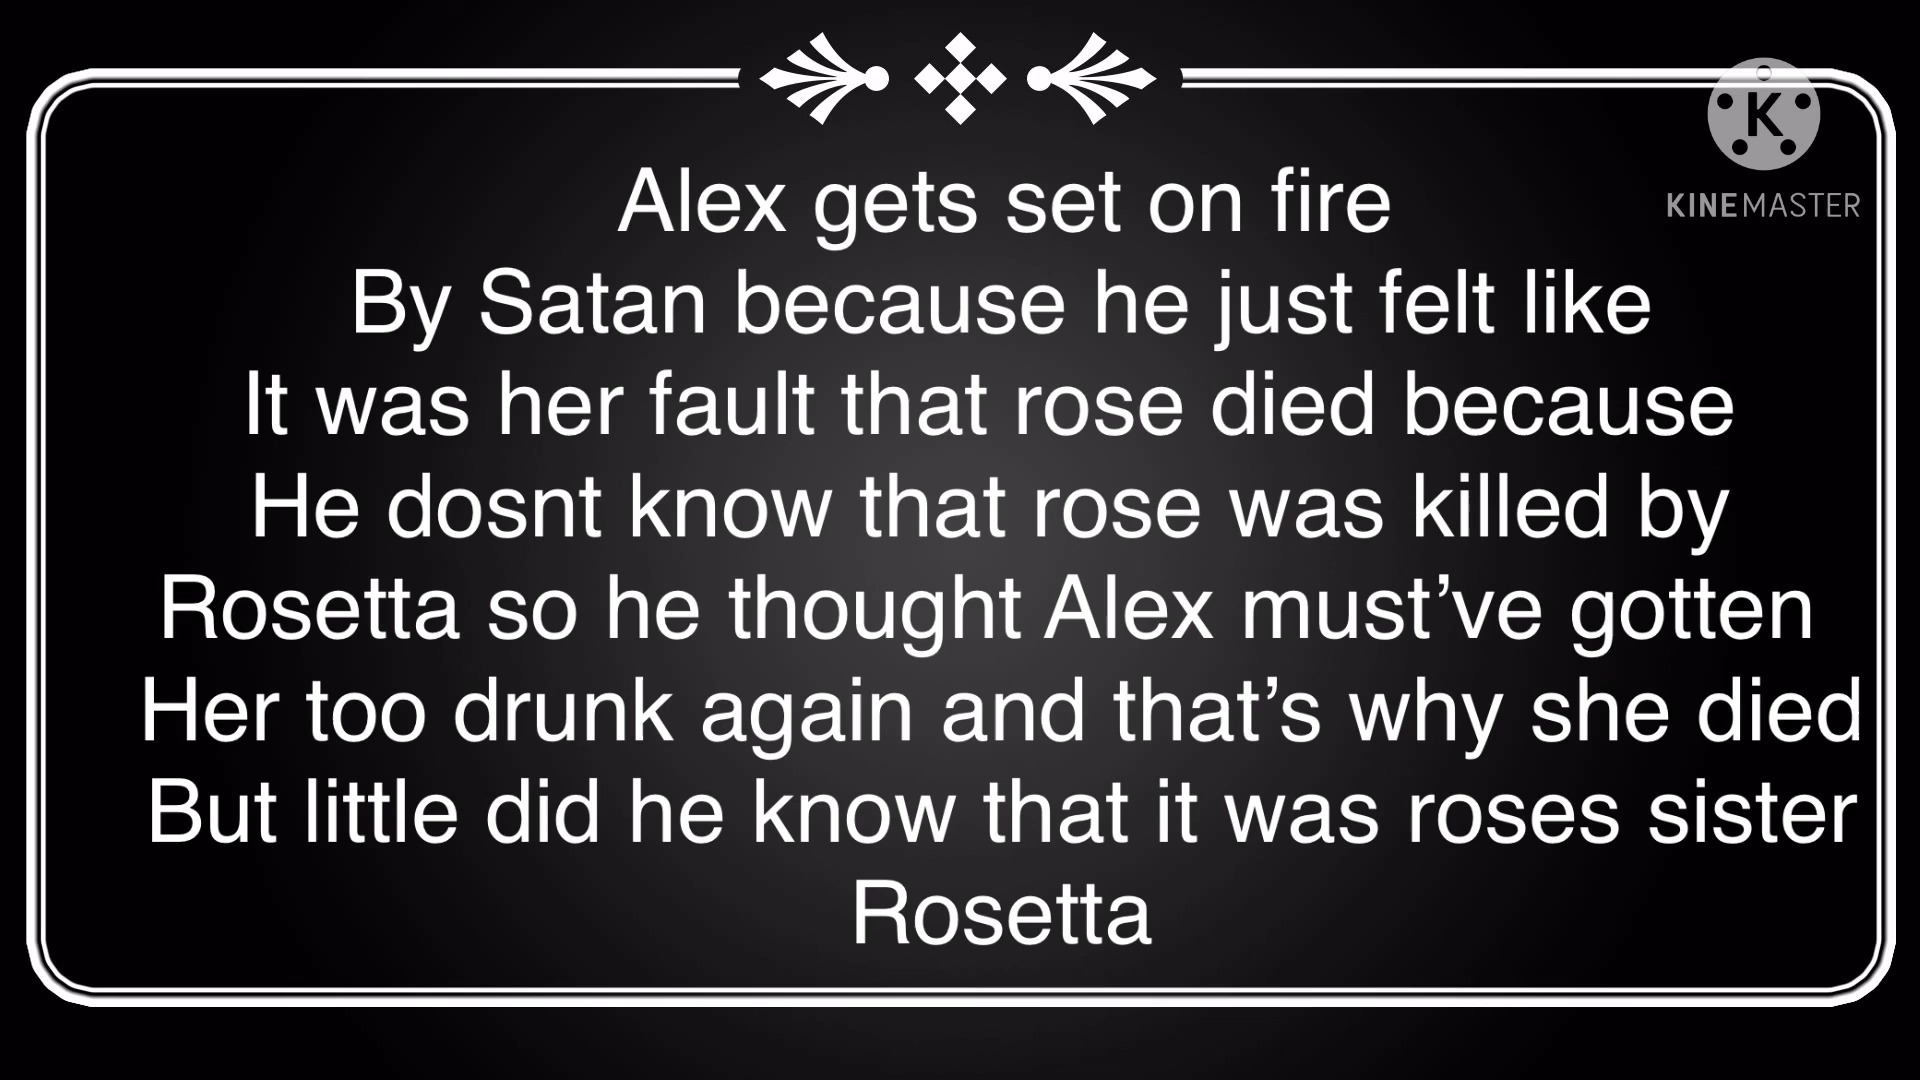 K
KINEMASTER
Alex gets set on fire
By Satan because he just felt like
It was her fault that rose died because
He dosnt know that rose was killed by
Rosetta so he thought Alex must’ve gotten
Her too drunk again and that’s why she died
But little did he know that it was roses sister
Rosetta